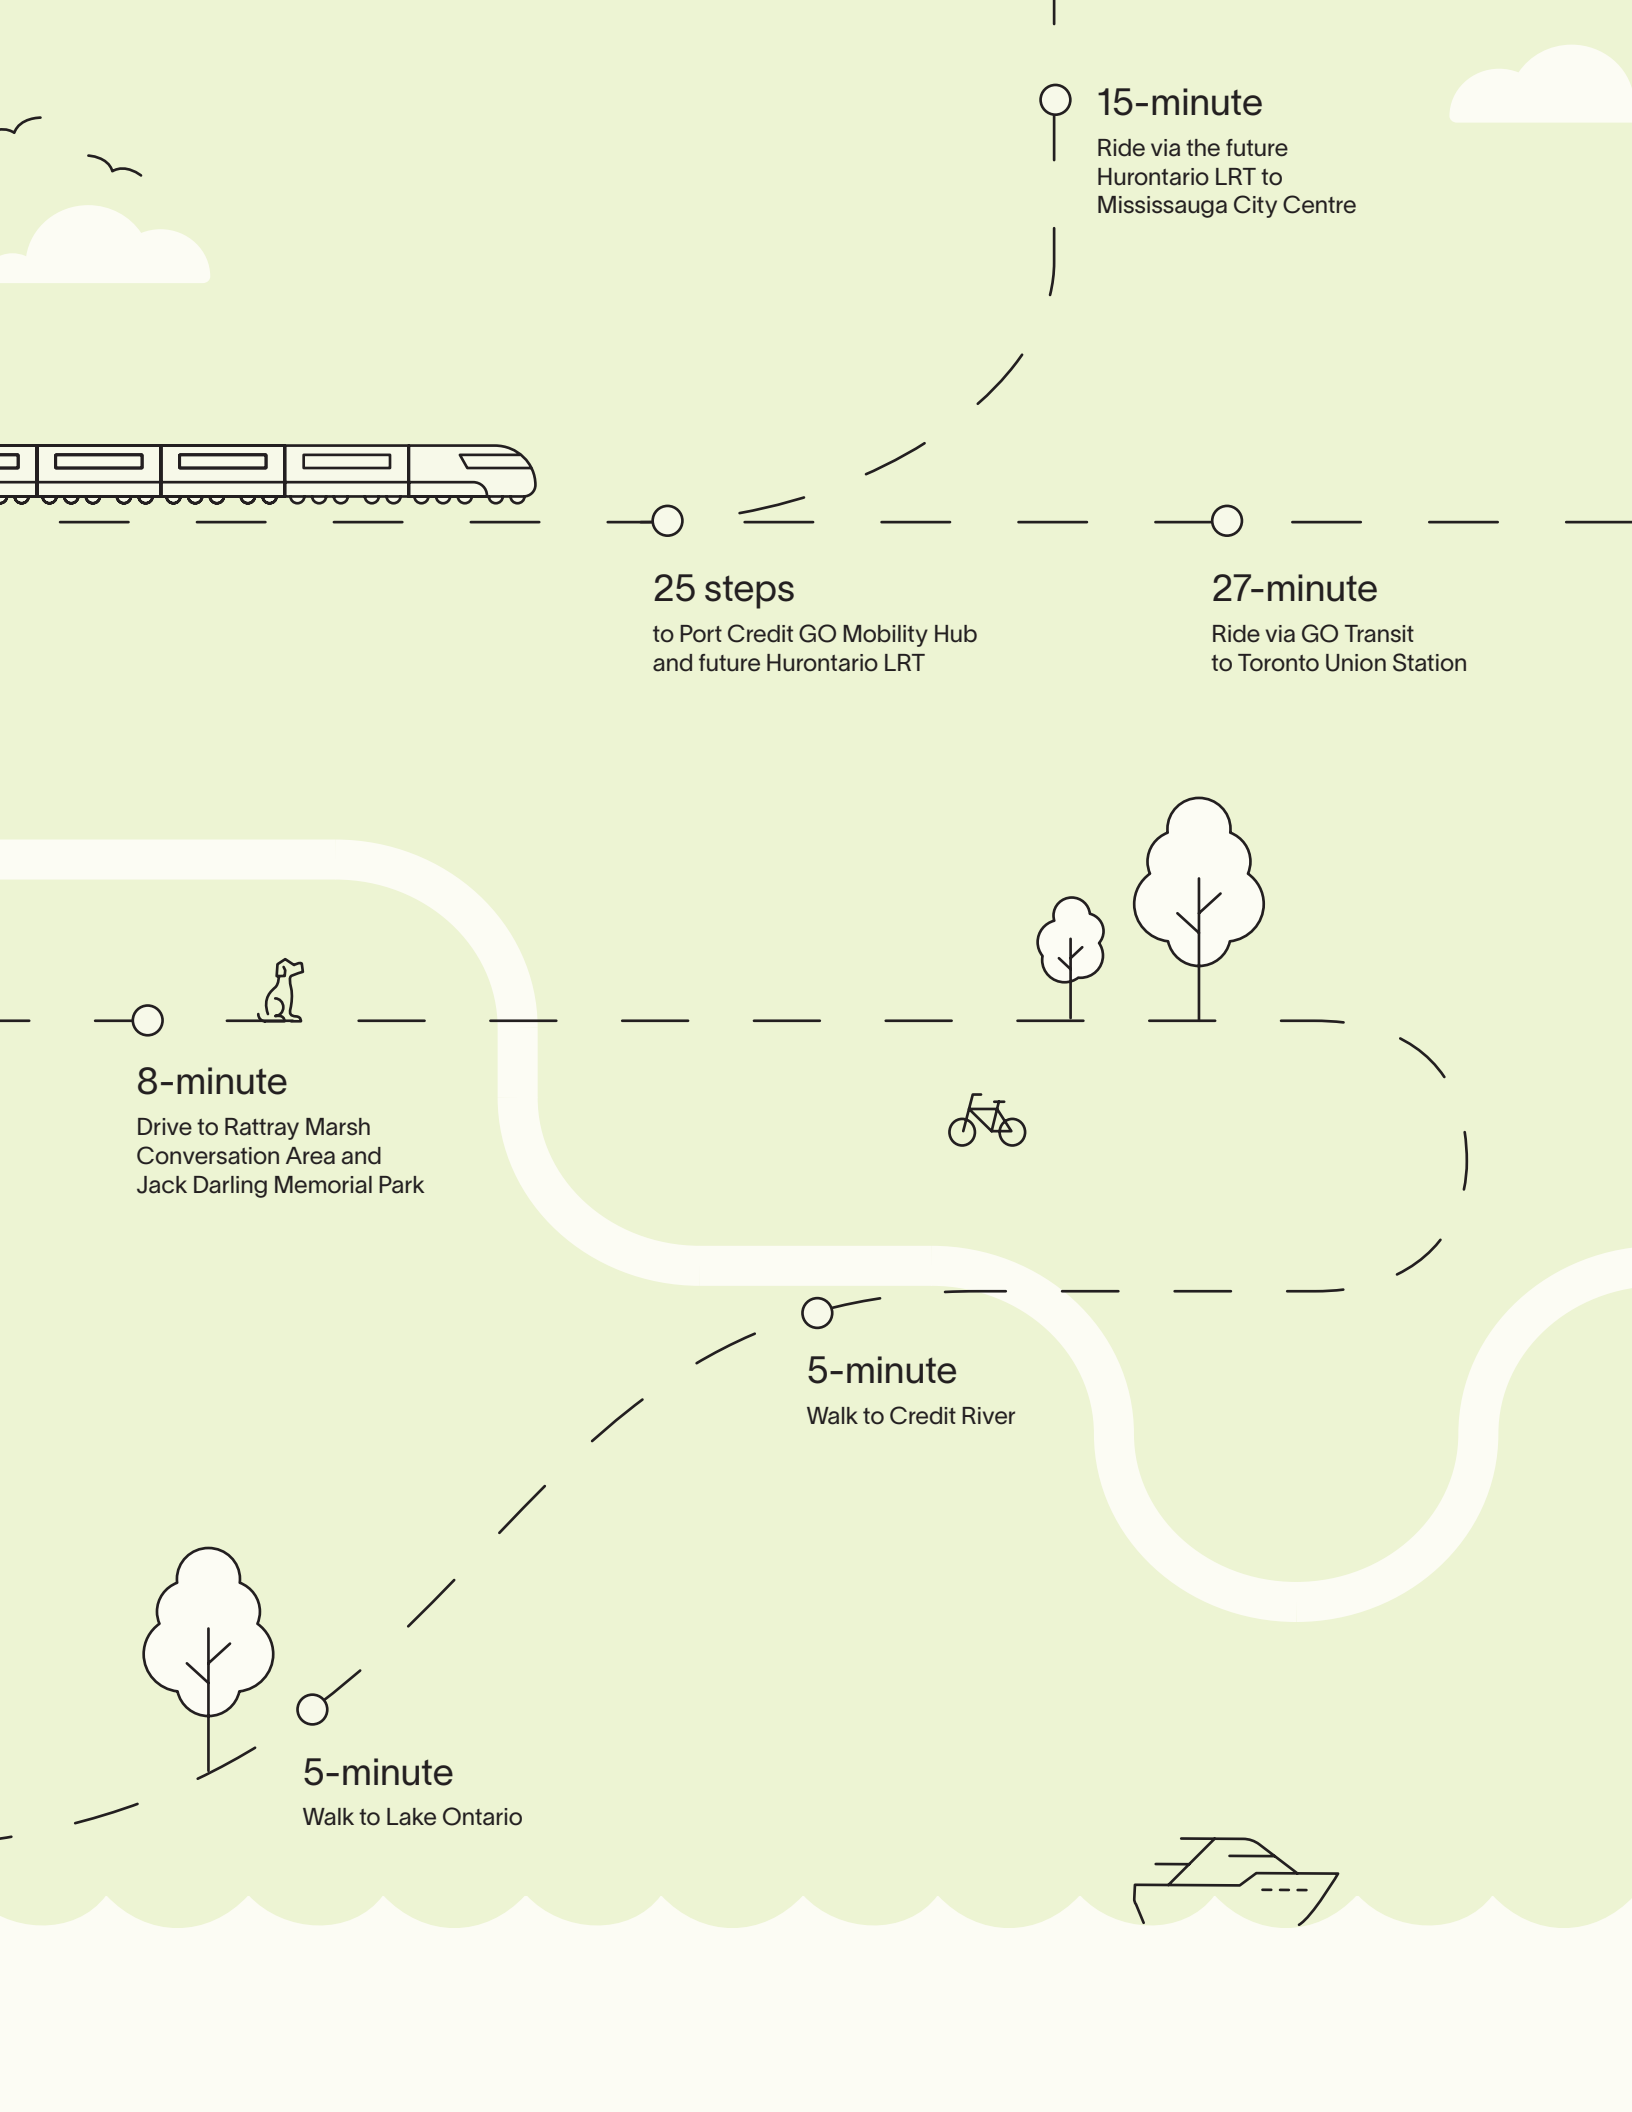 15-minute
Ride via the future
Hurontario LRT to
Mississauga City Centre
25 steps
to Port Credit GO Mobility Hub
and future Hurontario LRT
27-minute
Ride via GO Transit
to Toronto Union Station
8-minute
Drive to Rattray Marsh
Conversation Area and
Jack Darling Memorial Park
5-minute
Walk to Credit River
5-minute
Walk to Lake Ontario